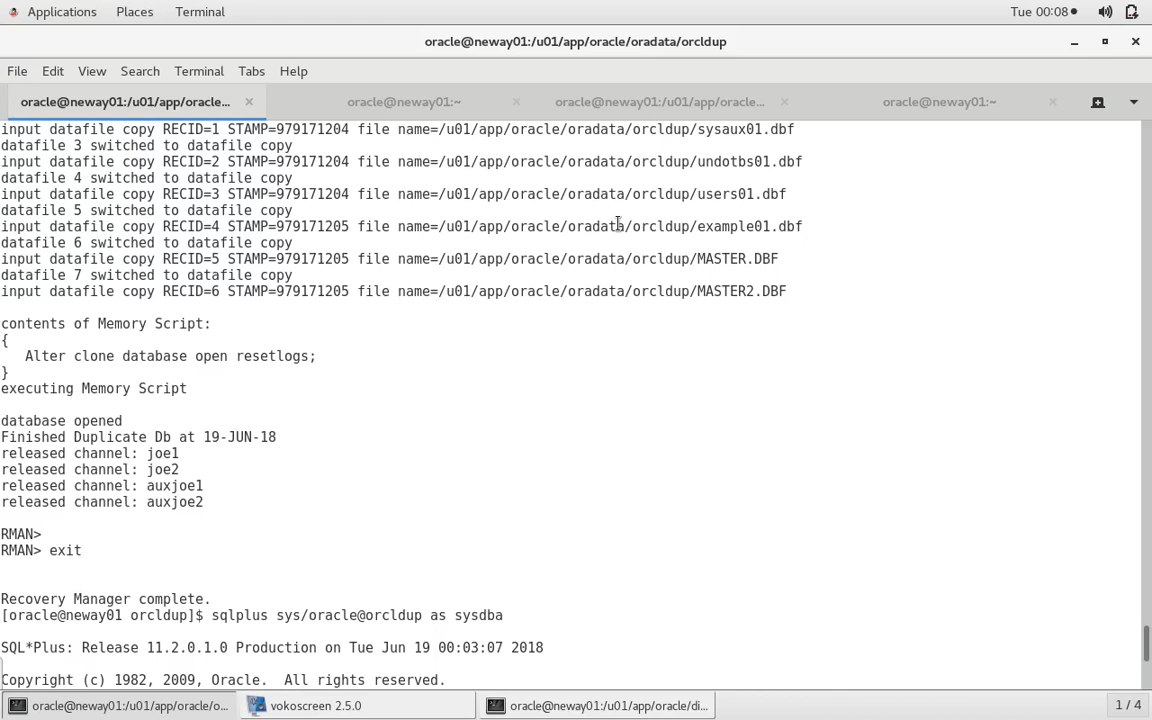 Applications Places Terminal Tue 00:08
oracle@neway01:/u01/app/oracle/oradata/orcldup
File Edit View Search Terminal Tabs Help
oracle@neway01:/u01/app/oracle... oracle@neway01:~ oracle@neway01:/u01/app/oracle... oracle@neway01:~
input datafile copy RECID=1 STAMP=979171204 file name=/u01/app/oracle/oradata/orcldup/sysaux01.dbf
datafile 3 switched to datafile copy
input datafile copy RECID=2 STAMP=979171204 file name=/u01/app/oracle/oradata/orcldup/undotbs01.dbf
datafile 4 switched to datafile copy
input datafile copy RECID=3 STAMP=979171204 file name=/u01/app/oracle/oradata/orcldup/users01.dbf
datafile 5 switched to datafile copy
input datafile copy RECID=4 STAMP=979171205 file name=/u01/app/oracle/oradata/orcldup/example01.dbf
datafile 6 switched to datafile copy
input datafile copy RECID=5 STAMP=979171205 file name=/u01/app/oracle/oradata/orcldup/MASTER.DBF
datafile 7 switched to datafile copy
input datafile copy RECID=6 STAMP=979171205 file name=/u01/app/oracle/oradata/orcldup/MASTER2.DBF
contents of Memory Script:
{
Alter clone database open resetlogs;
}
executing Memory Script
database opened
Finished Duplicate Db at 19-JUN-18
released channel: joe1
released channel: joe2
released channel: auxjoe1
released channel: auxjoe2
RMAN>
RMAN> exit
Recovery Manager complete.
[oracle@neway01 orcldup]$ sqlplus sys/oracle@orcldup as sysdba
SQL*Plus: Release 11.2.0.1.0 Production on Tue Jun 19 00:03:07 2018
Copyright (c) 1982, 2009, Oracle. All rights reserved.
oracle@neway01:/u01/app/oracle/o... vokoscreen 2.5.0 oracle@neway01:/u01/app/oracle/di... 1 / 4